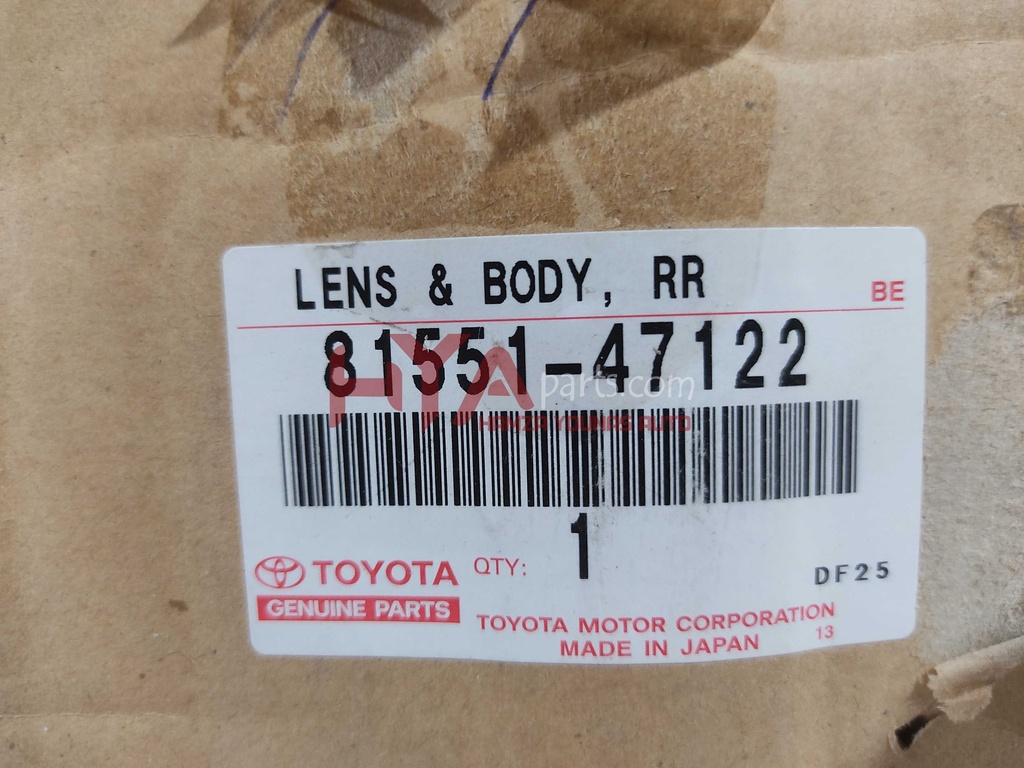 LENS & BODY, RR
BE
81551-47122
HYAparts.com
HAMZA YOUNAS AUTO
1
TOYOTA
QTY:
DF25
GENUINE PARTS
TOYOTA MOTOR CORPORATION
MADE IN JAPAN
13